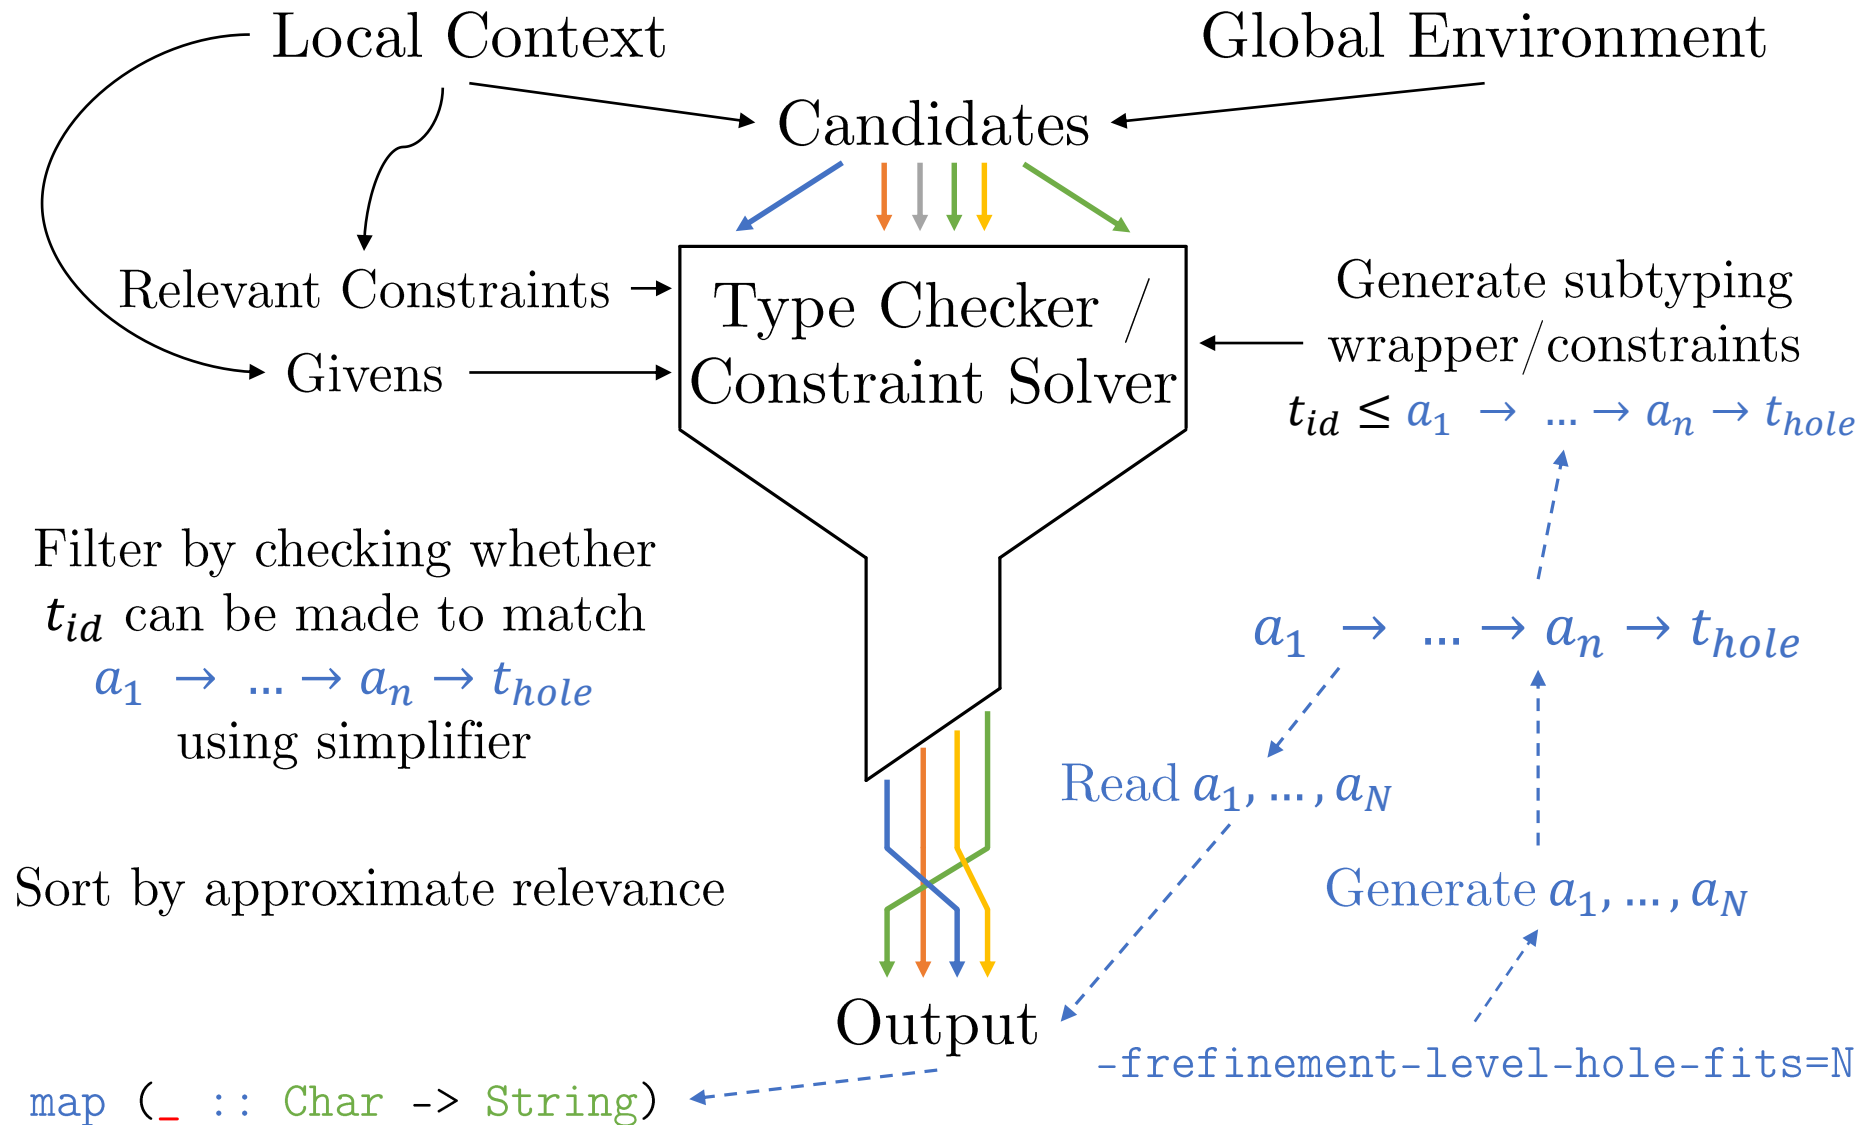 Local Context
Global Environment
Candidates
Relevant Constraints
Givens
Type Checker /
Constraint Solver
Generate subtyping
wrapper/constraints
t_id ≤ a_1 → … → a_n → t_hole
Filter by checking whether
t_id can be made to match
a_1 → … → a_n → t_hole
using simplifier
a_1 → … → a_n → t_hole
Read a_1, … , a_N
Sort by approximate relevance
Generate a_1, … , a_N
Output
-frefinement-level-hole-fits=N
map (_ :: Char -> String)